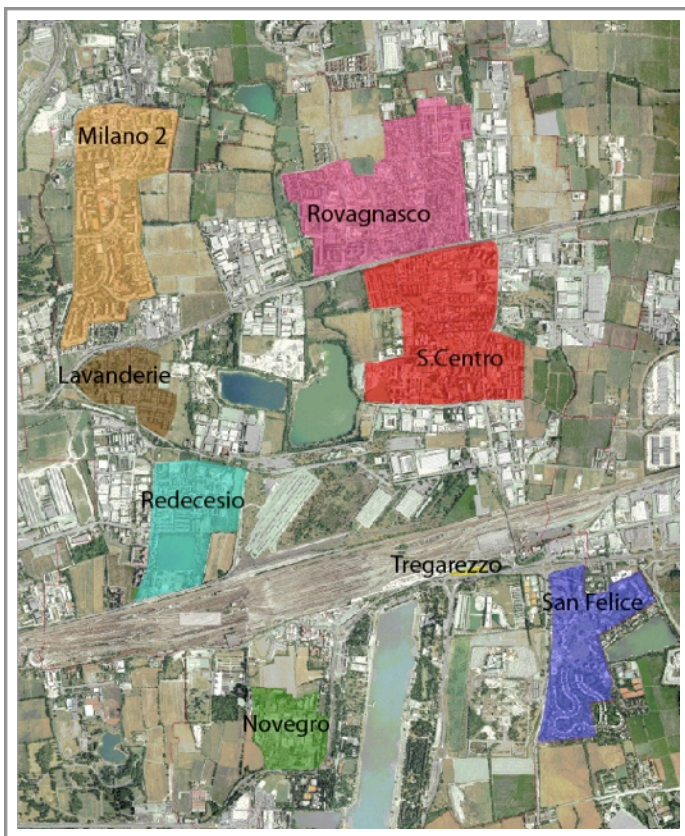 Milano 2
Rovagnasco
S.Centro
Lavanderie
Redecesio
Tregarezzo
San Felice
Novegro